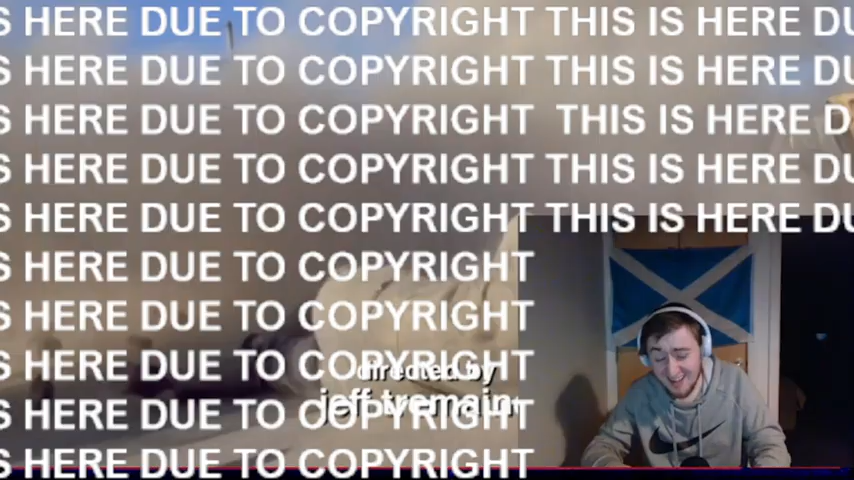 S HERE DUE TO COPYRIGHT THIS IS HERE DU
S HERE DUE TO COPYRIGHT THIS IS HERE DU
S HERE DUE TO COPYRIGHT THIS IS HERE D
S HERE DUE TO COPYRIGHT THIS IS HERE DU
S HERE DUE TO COPYRIGHT THIS IS HERE DU
S HERE DUE TO COPYRIGHT
S HERE DUE TO COPYRIGHT
S HERE DUE TO COPYRIGHT
directed by
S HERE DUE TO COPYRIGHT
jeff tremaine
S HERE DUE TO COPYRIGHT